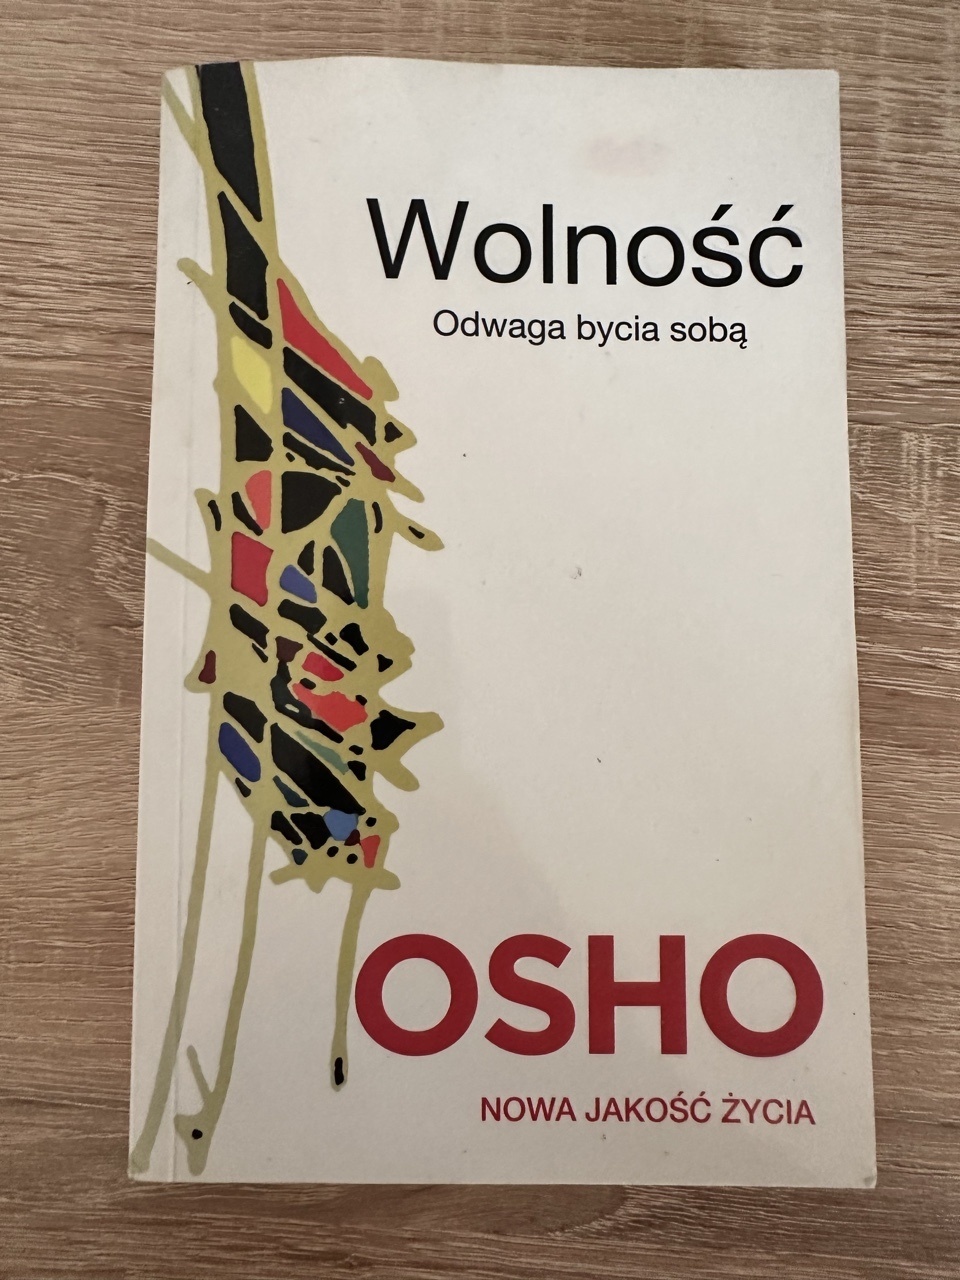 Wolność
Odwaga bycia sobą
OSHO
NOWA JAKOŚĆ ŻYCIA